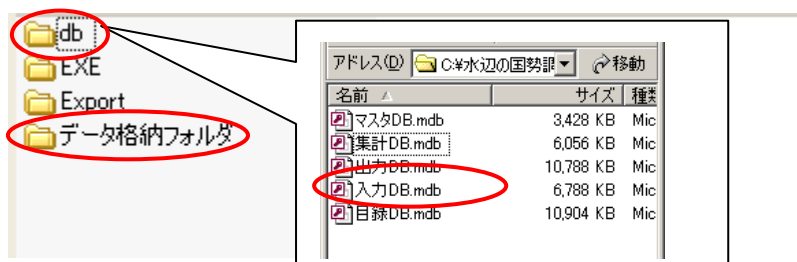 db
EXE
Export
データ格納フォルダ
アドレス(D) C:¥水辺の国勢調 移動
名前 サイズ 種类
マスタDB.mdb 3,428 KB Mic
集計DB.mdb 6,056 KB Mic
出力DB.mdb 10,788 KB Mic
入力DB.mdb 6,788 KB Mic
目録DB.mdb 10,904 KB Mic